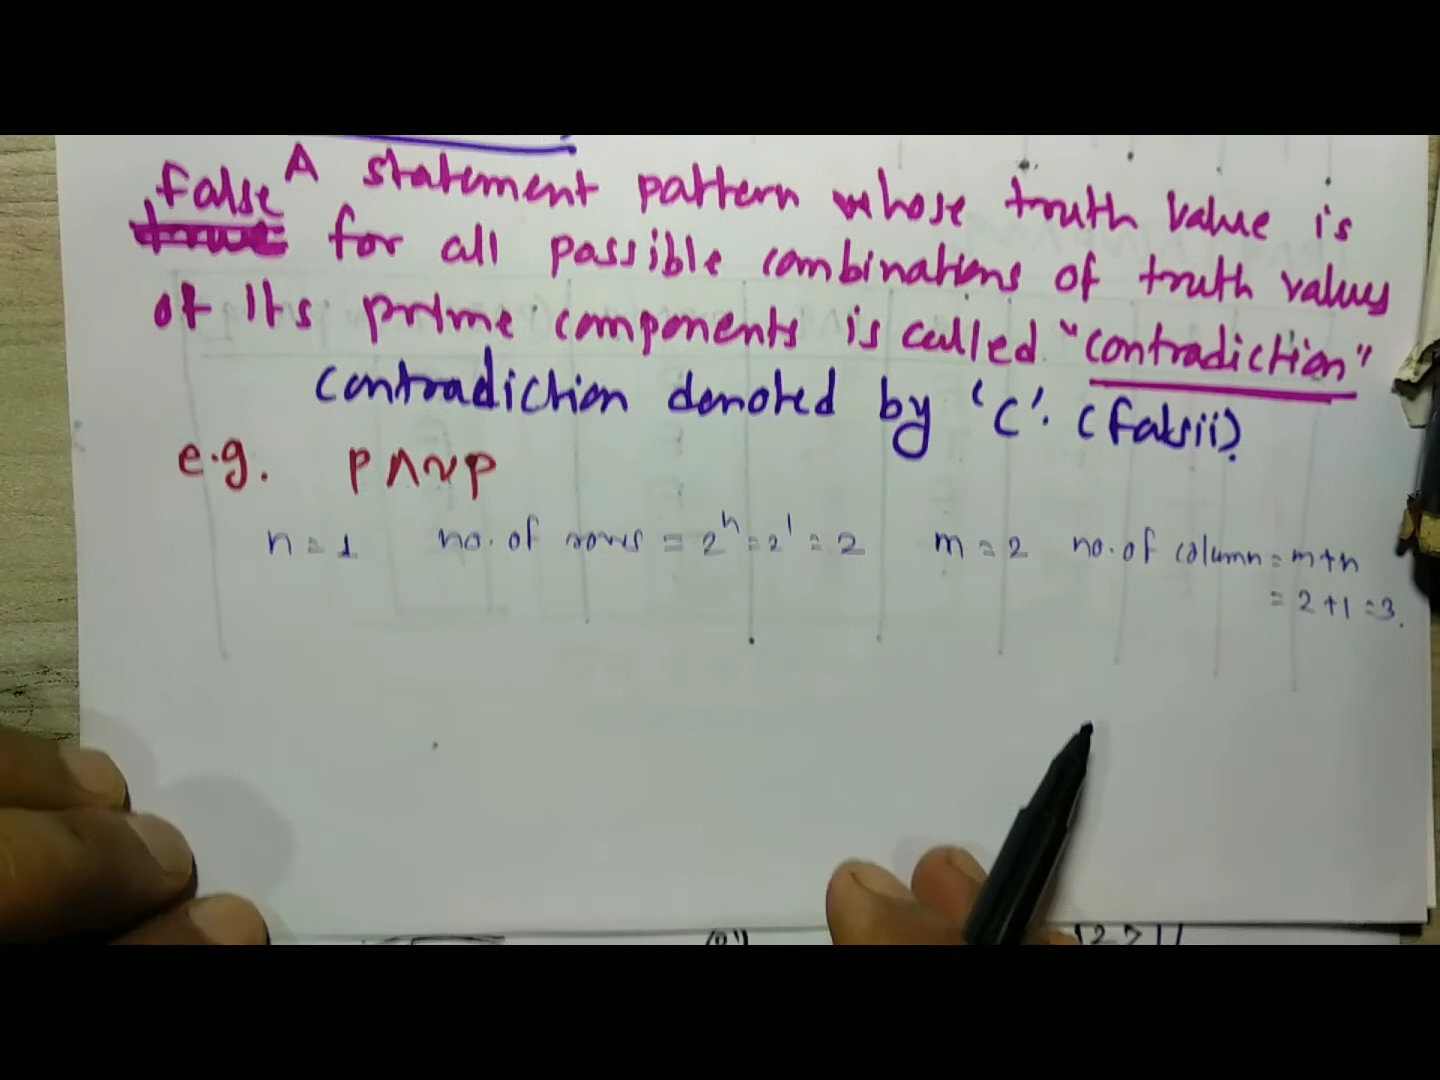 A statement pattern whose truth value is
false for all possible combinations of truth values
of its prime components is called "contradiction"
contradiction denoted by 'c'. (falsii).
e.g. p∧~p
n = 1 no. of rows = 2ⁿ = 2¹ = 2 m = 2 no. of column = m+n
= 2+1 = 3.